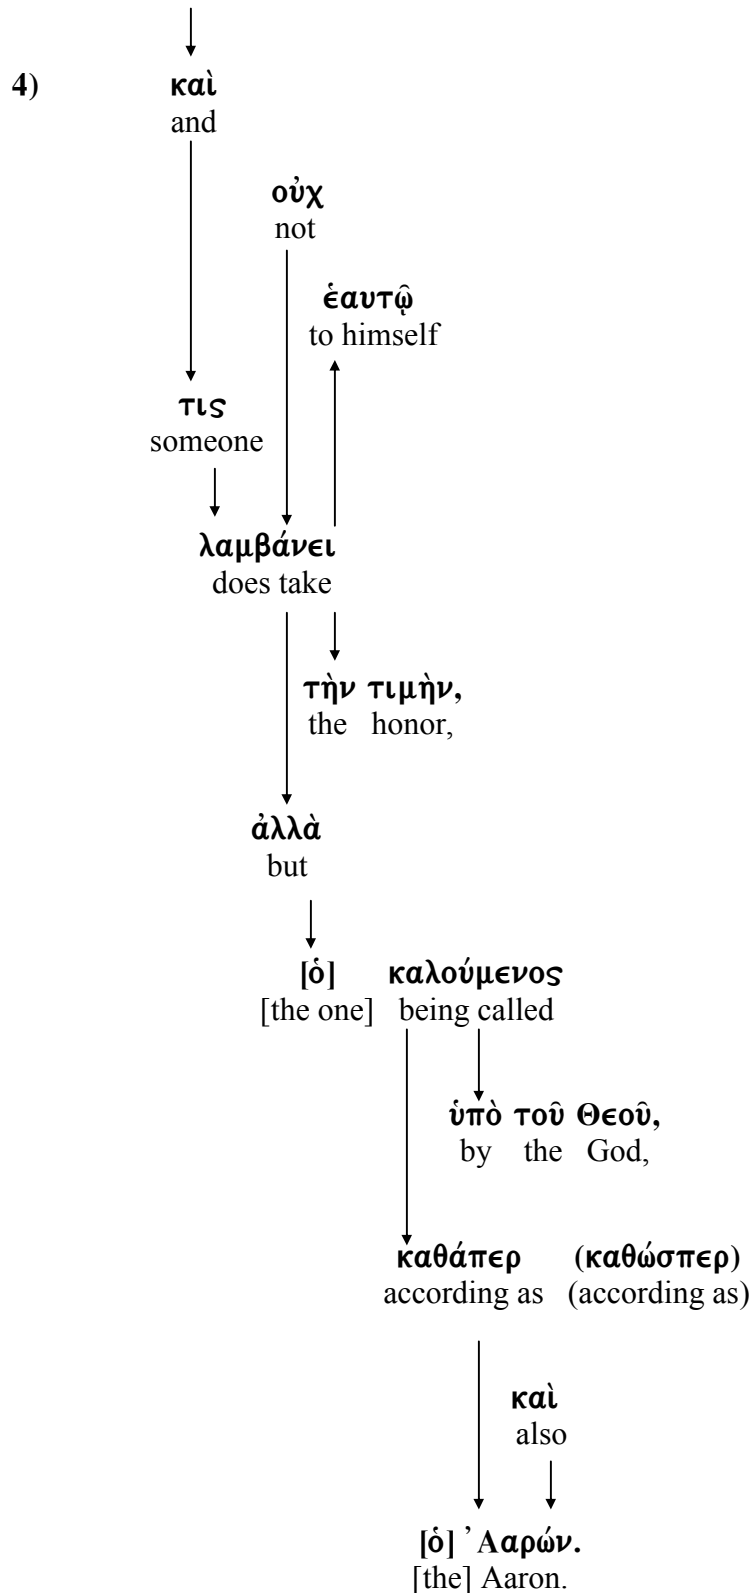 4) καὶ
and
οὐχ
not
ἑαυτῷ
to himself
τις
someone
λαμβάνει
does take
τὴν τιμὴν,
the honor,
ἀλλὰ
but
[ὁ] καλούμενος
[the one] being called
ὑπὸ τοῦ Θεοῦ,
by the God,
καθάπερ (καθώσπερ)
according as (according as)
καὶ
also
[ὁ] ᾿Ααρών.
[the] Aaron.